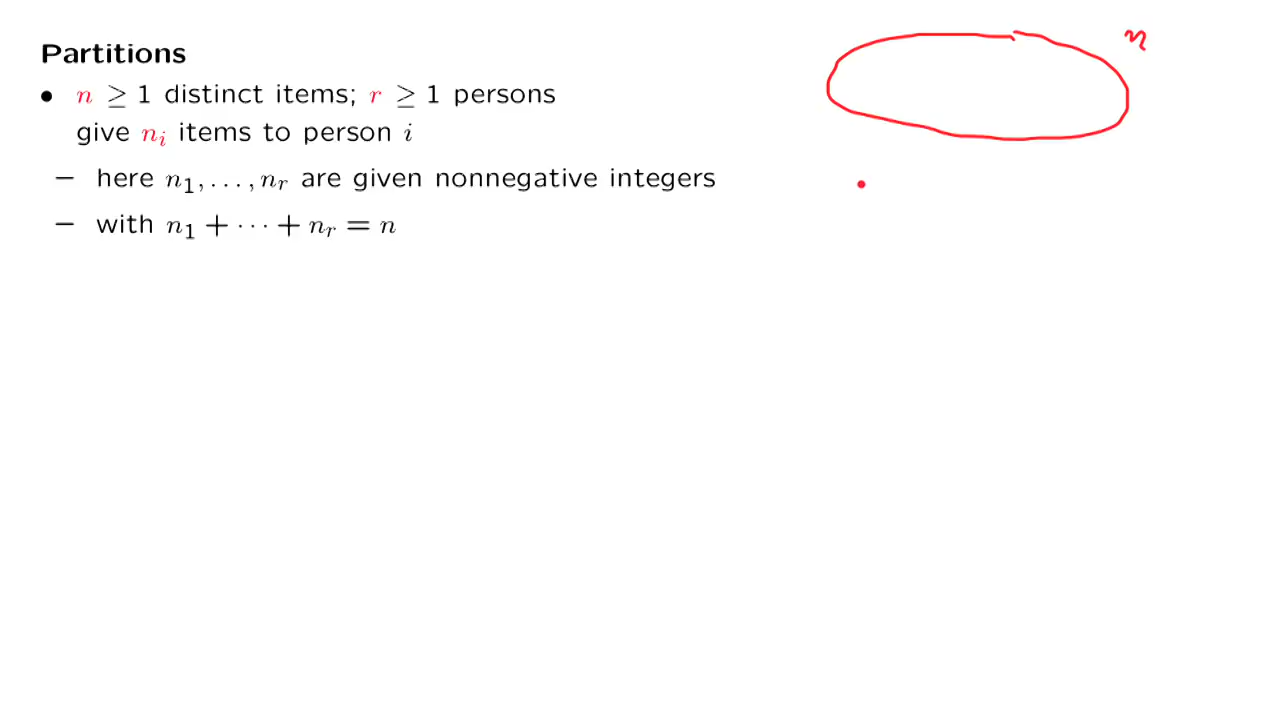 Partitions
• n ≥ 1 distinct items; r ≥ 1 persons
give nᵢ items to person i
– here n₁, . . . , nᵣ are given nonnegative integers
– with n₁ + · · · + nᵣ = n
n